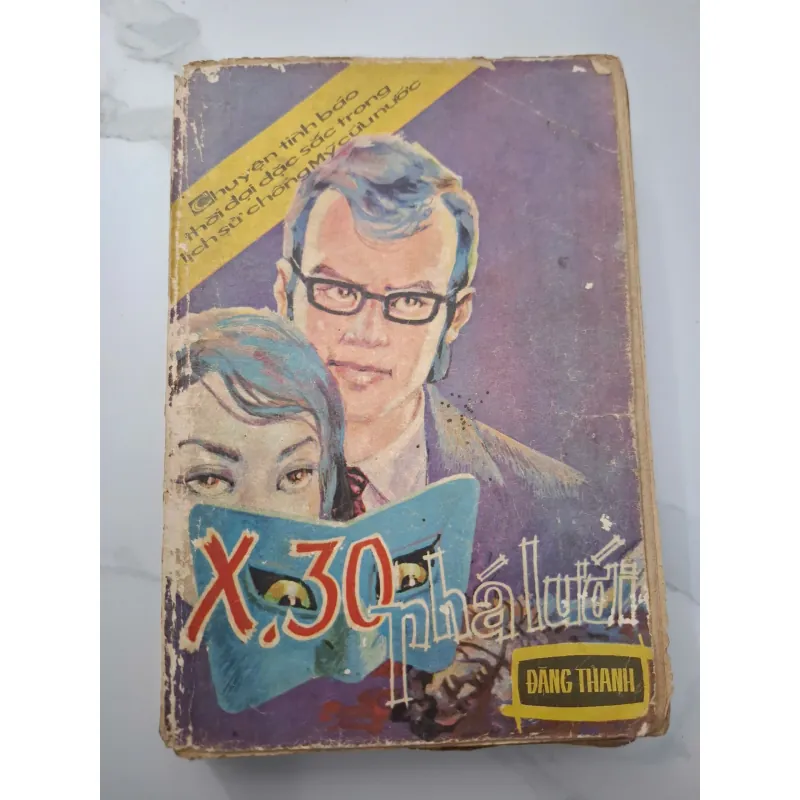 Chuyện tình báo
thời đại đặc sắc trong
lịch sử chống Mỹ cứu nước
X.30
phá lưới
ĐẶNG THANH